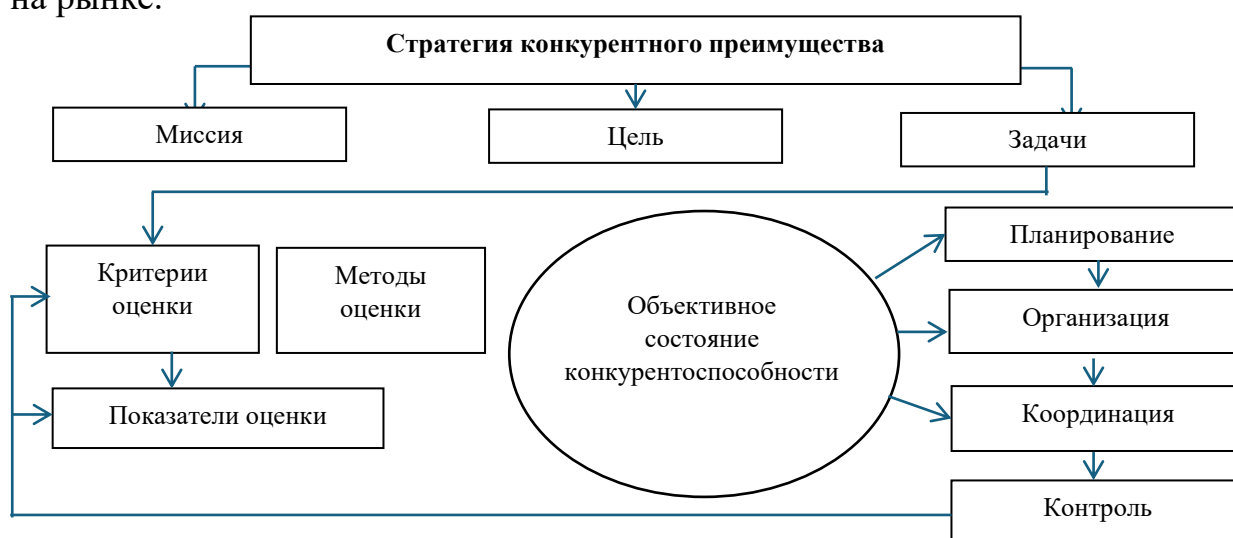 на рынке.
Стратегия конкурентного преимущества
Миссия
Цель
Задачи
Критерии
оценки
Методы
оценки
Показатели оценки
Объективное
состояние
конкурентоспособности
Планирование
Организация
Координация
Контроль